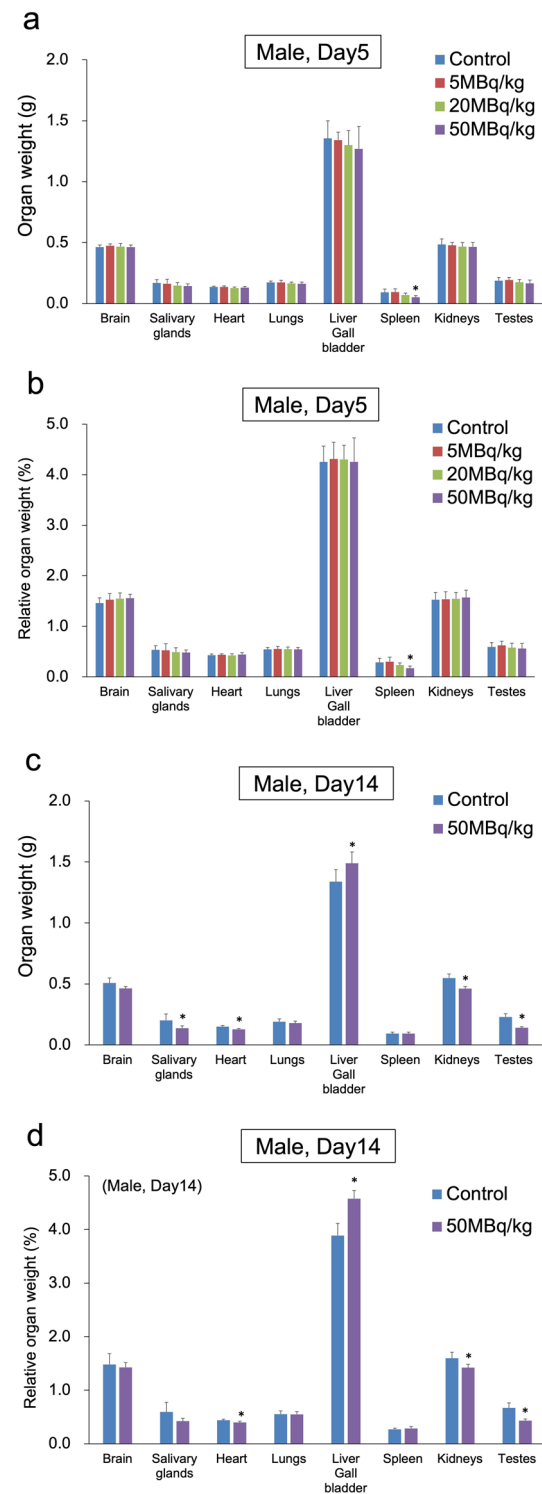 a
Male, Day5
Control
5MBq/kg
20MBq/kg
50MBq/kg
Organ weight (g)
2.0
1.5
1.0
0.5
0.0
Brain Salivary glands Heart Lungs Liver Gall bladder Spleen Kidneys Testes
*
b
Male, Day5
Control
5MBq/kg
20MBq/kg
50MBq/kg
Relative organ weight (%)
5.0
4.0
3.0
2.0
1.0
0.0
Brain Salivary glands Heart Lungs Liver Gall bladder Spleen Kidneys Testes
*
c
Male, Day14
Control
50MBq/kg
Organ weight (g)
2.0
1.5
1.0
0.5
0.0
* * * * *
Brain Salivary glands Heart Lungs Liver Gall bladder Spleen Kidneys Testes
d
Male, Day14
(Male, Day14)
Control
50MBq/kg
Relative organ weight (%)
5.0
4.0
3.0
2.0
1.0
0.0
* * * *
Brain Salivary glands Heart Lungs Liver Gall bladder Spleen Kidneys Testes